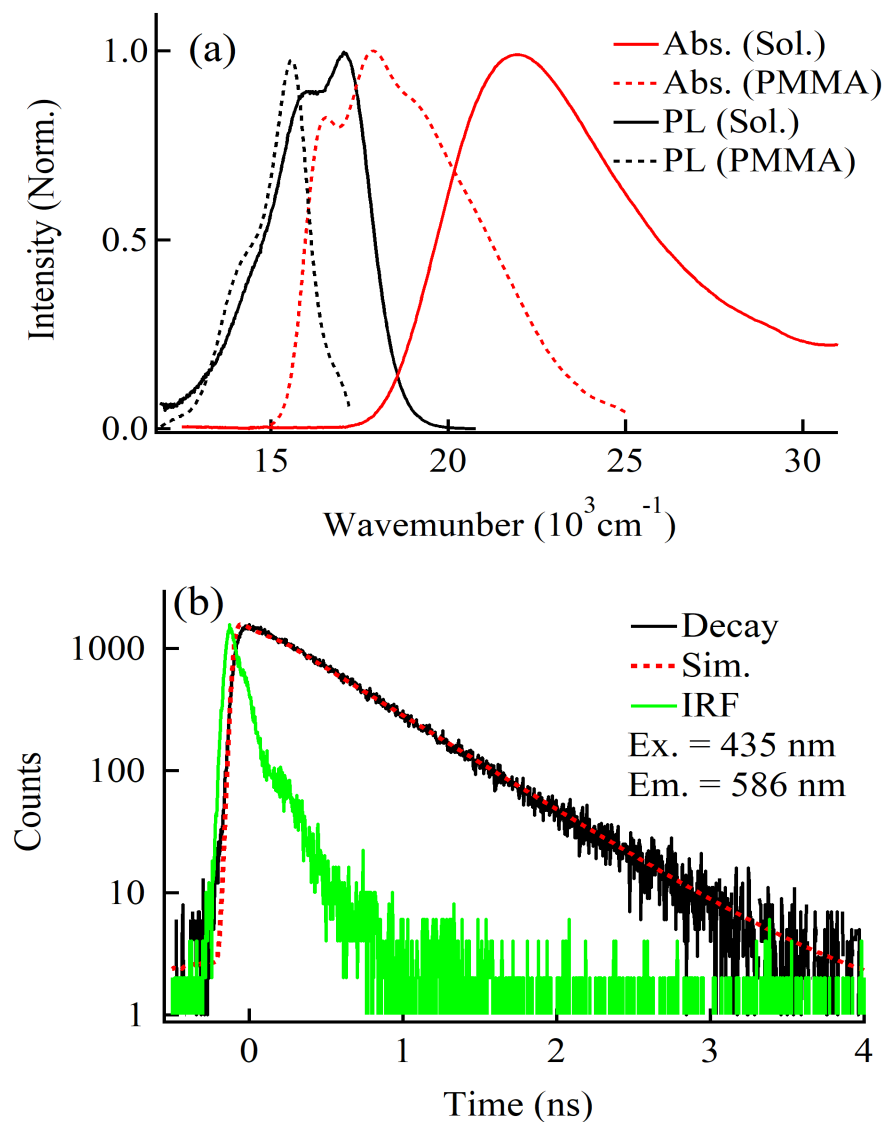 (a)
Abs. (Sol.)
Abs. (PMMA)
PL (Sol.)
PL (PMMA)
1.0
0.5
0.0
Intensity (Norm.)
15 20 25 30
Wavemunber (10³cm⁻¹)
(b)
Decay
Sim.
IRF
Ex. = 435 nm
Em. = 586 nm
1000
100
10
1
Counts
0 1 2 3 4
Time (ns)